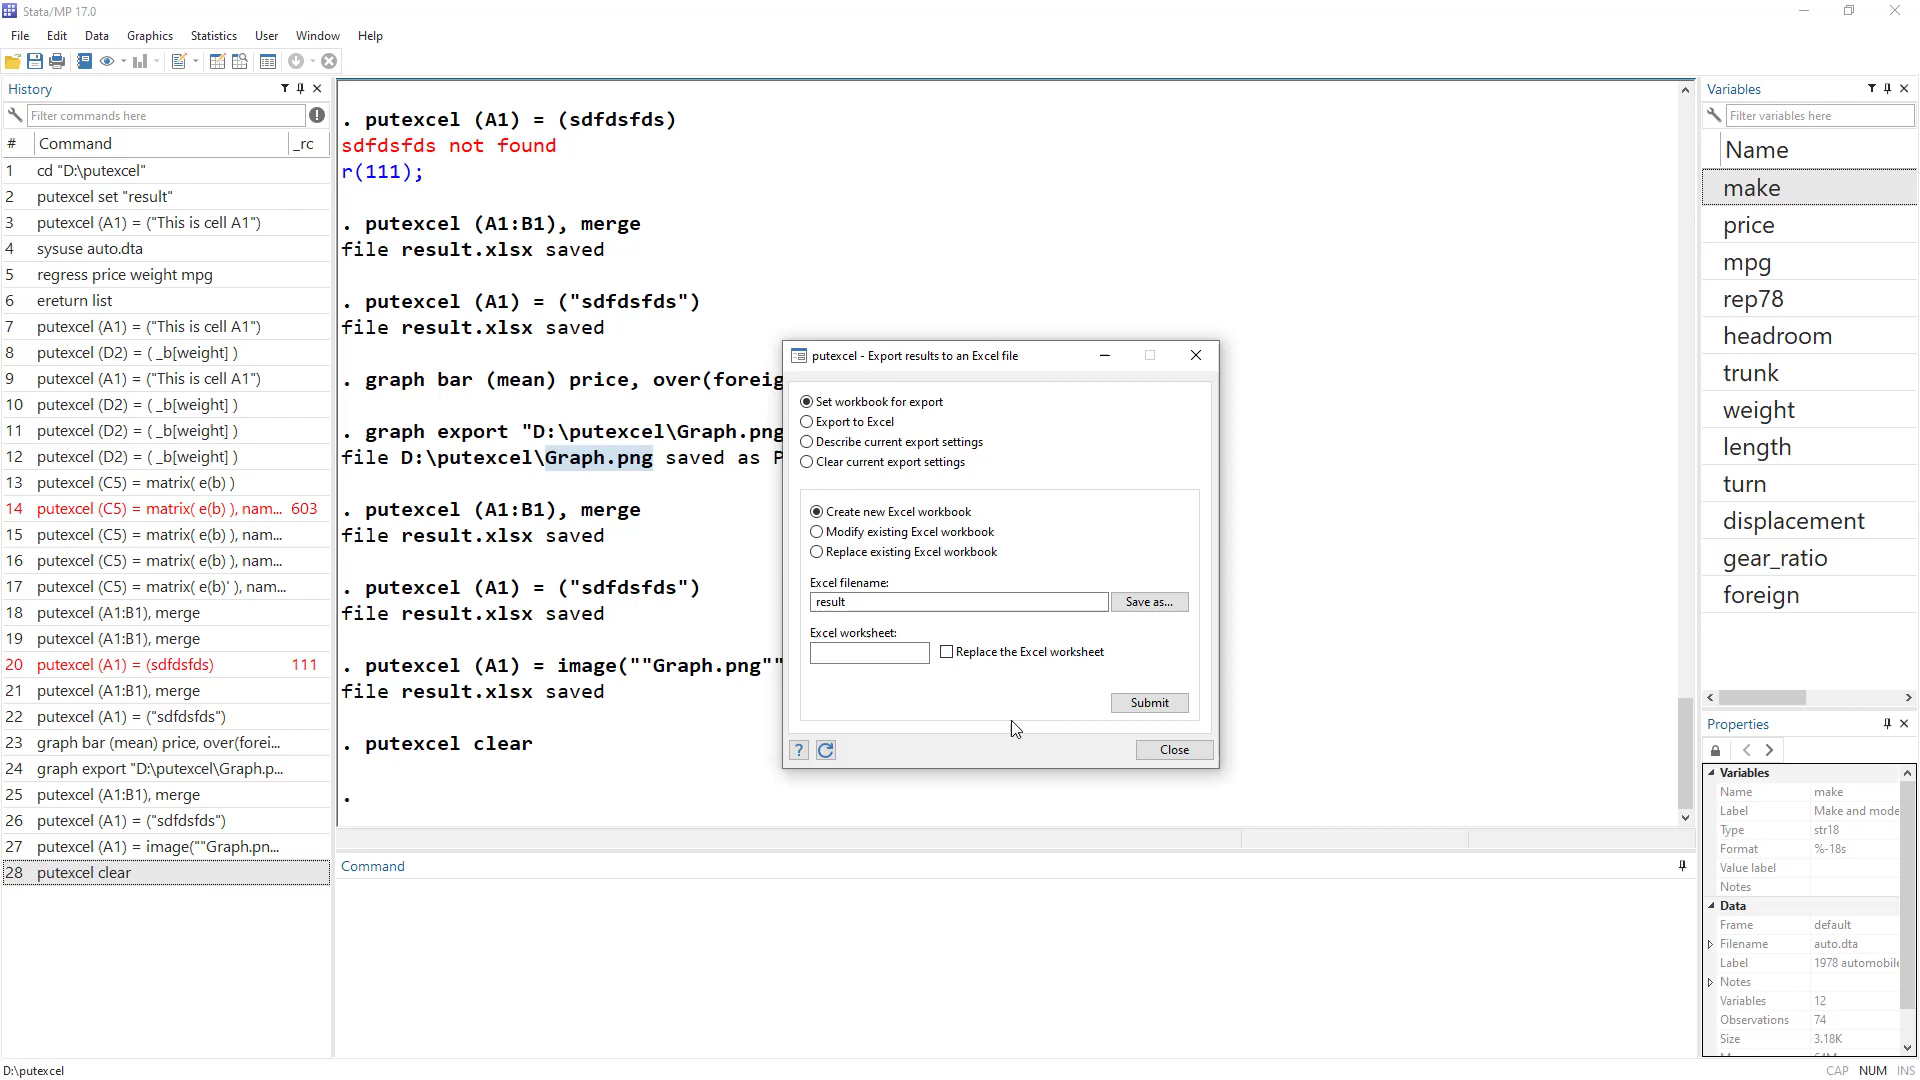 Stata/MP 17.0
File Edit Data Graphics Statistics User Window Help
History
Filter commands here
# Command _rc
1 cd "D:\putexcel"
2 putexcel set "result"
3 putexcel (A1) = ("This is cell A1")
4 sysuse auto.dta
5 regress price weight mpg
6 ereturn list
7 putexcel (A1) = ("This is cell A1")
8 putexcel (D2) = ( _b[weight] )
9 putexcel (A1) = ("This is cell A1")
10 putexcel (D2) = ( _b[weight] )
11 putexcel (D2) = ( _b[weight] )
12 putexcel (D2) = ( _b[weight] )
13 putexcel (C5) = matrix( e(b) )
14 putexcel (C5) = matrix( e(b) ), nam... 603
15 putexcel (C5) = matrix( e(b) ), nam...
16 putexcel (C5) = matrix( e(b) ), nam...
17 putexcel (C5) = matrix( e(b)' ), nam...
18 putexcel (A1:B1), merge
19 putexcel (A1:B1), merge
20 putexcel (A1) = (sdfdsfds) 111
21 putexcel (A1:B1), merge
22 putexcel (A1) = ("sdfdsfds")
23 graph bar (mean) price, over(forei...
24 graph export "D:\putexcel\Graph.p...
25 putexcel (A1:B1), merge
26 putexcel (A1) = ("sdfdsfds")
27 putexcel (A1) = image(""Graph.pn...
28 putexcel clear
. putexcel (A1) = (sdfdsfds)
sdfdsfds not found
r(111);
. putexcel (A1:B1), merge
file result.xlsx saved
. putexcel (A1) = ("sdfdsfds")
file result.xlsx saved
. graph bar (mean) price, over(foreig
. graph export "D:\putexcel\Graph.png
file D:\putexcel\Graph.png saved as P
. putexcel (A1:B1), merge
file result.xlsx saved
. putexcel (A1) = ("sdfdsfds")
file result.xlsx saved
. putexcel (A1) = image(""Graph.png""
file result.xlsx saved
. putexcel clear
.
Command
putexcel - Export results to an Excel file
Set workbook for export
Export to Excel
Describe current export settings
Clear current export settings
Create new Excel workbook
Modify existing Excel workbook
Replace existing Excel workbook
Excel filename:
result Save as...
Excel worksheet:
Replace the Excel worksheet
Submit
? Close
Variables
Filter variables here
Name
make
price
mpg
rep78
headroom
trunk
weight
length
turn
displacement
gear_ratio
foreign
Properties
Variables
Name make
Label Make and mode
Type str18
Format %-18s
Value label
Notes
Data
Frame default
Filename auto.dta
Label 1978 automobile
Notes
Variables 12
Observations 74
Size 3.18K
D:\putexcel
CAP NUM INS